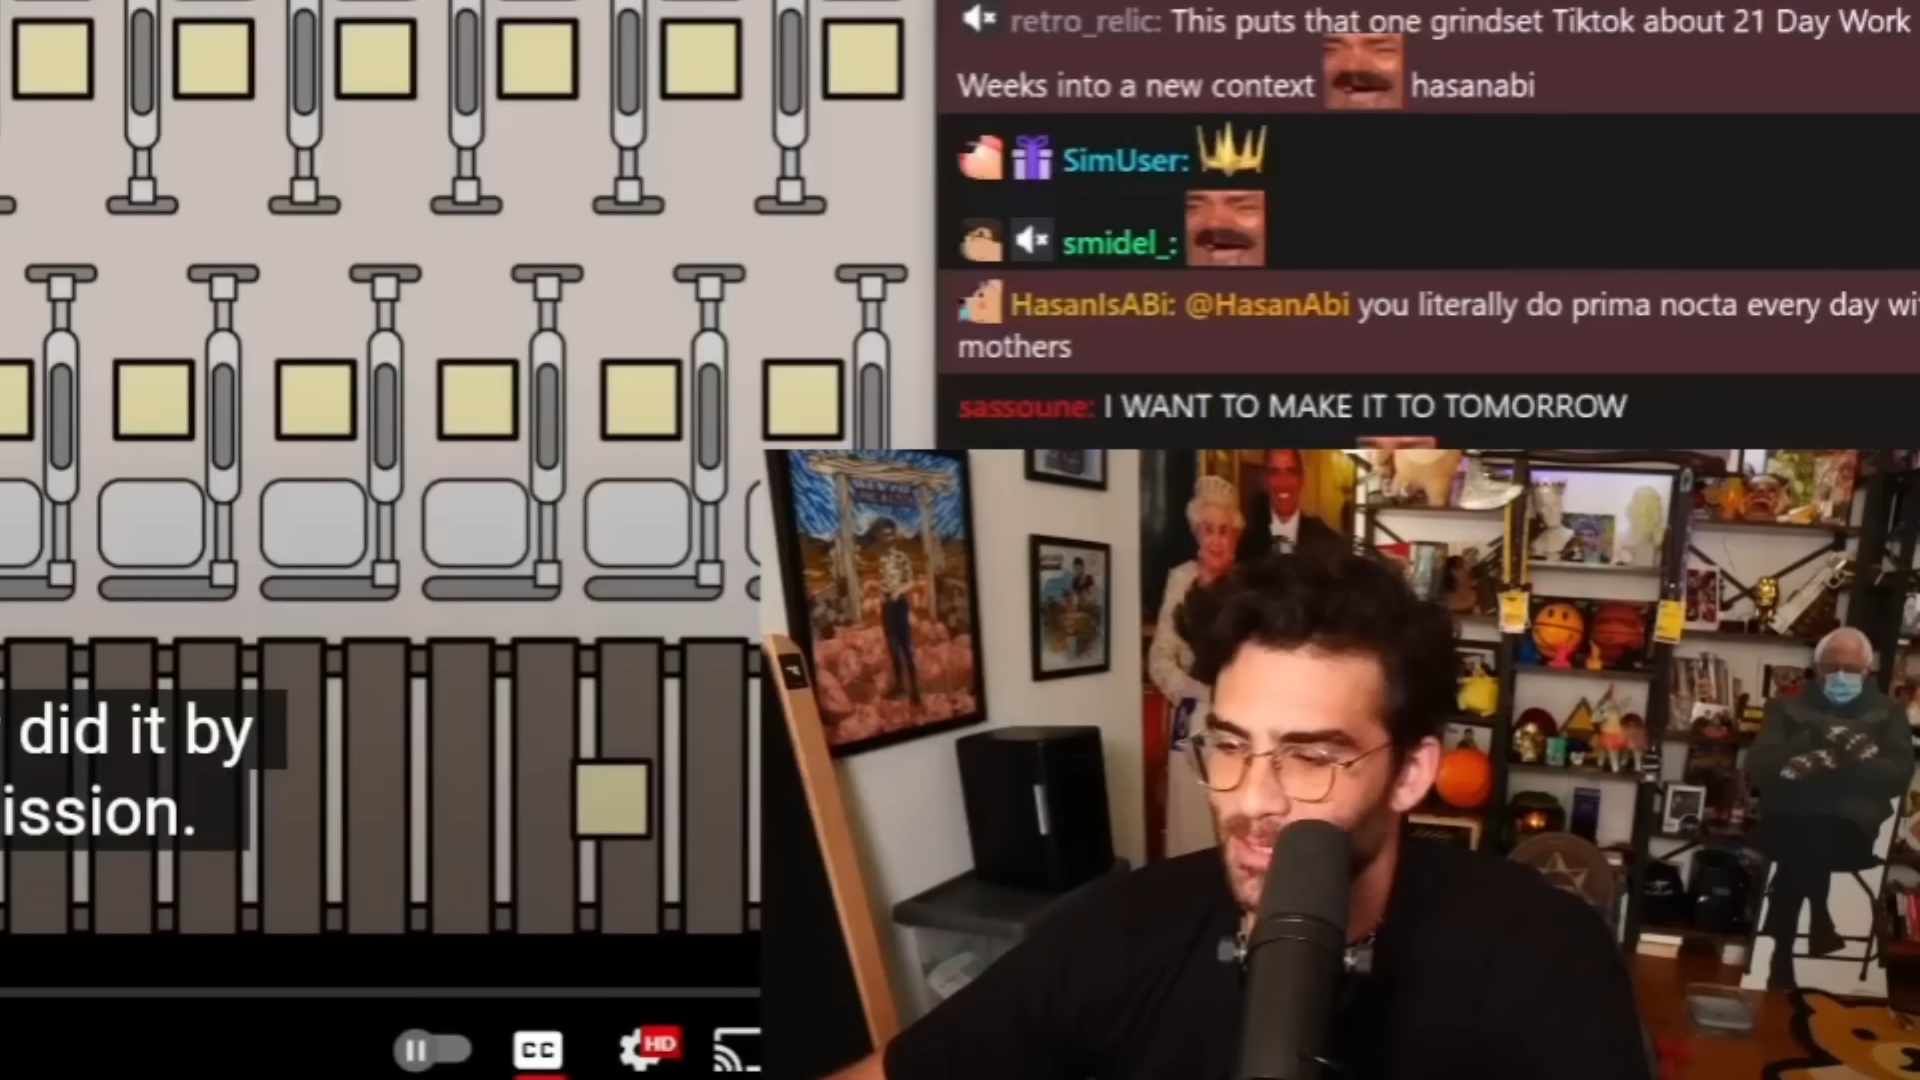 retro_relic: This puts that one grindset Tiktok about 21 Day Work
Weeks into a new context hasanabi
SimUser:
smidel_:
HasanIsABi: @HasanAbi you literally do prima nocta every day wi
mothers
sassoune: I WANT TO MAKE IT TO TOMORROW
did it by
ission.
CC
HD